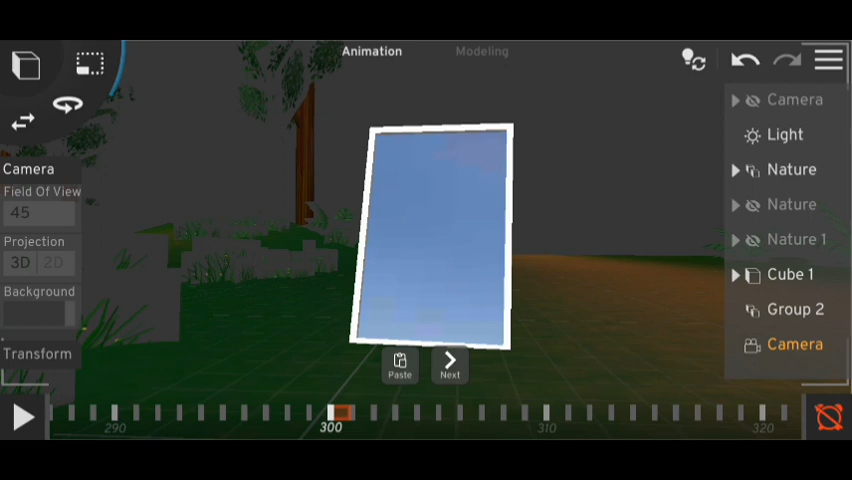 Animation
Modeling
Camera
Field Of View
45
Projection
3D 2D
Background
Transform
Camera
Light
Nature
Nature
Nature 1
Cube 1
Group 2
Camera
Paste
Next
290
300
310
320